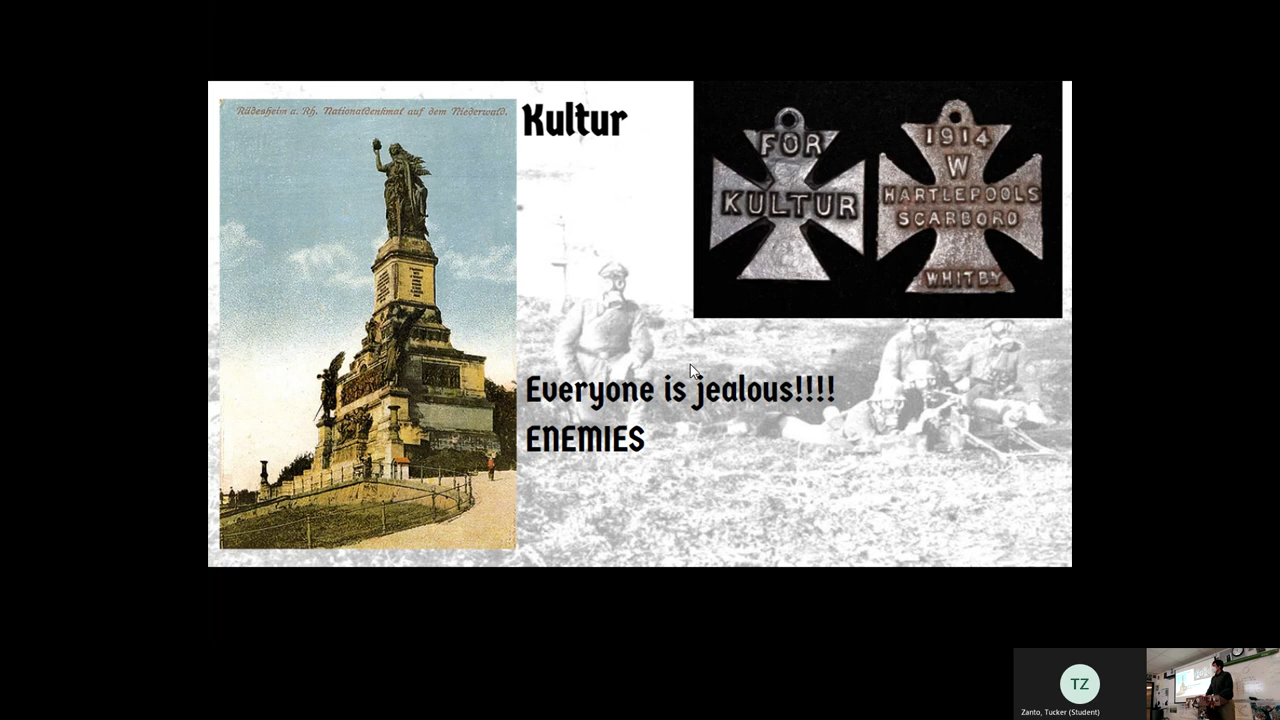 Rüdesheim a. Rh. Nationaldenkmal auf dem Niederwald.
Kultur
FOR
KULTUR
1914
W
HARTLEPOOLS
SCARBORO
WHITBY
Everyone is jealous!!!!
ENEMIES
TZ
Zanto, Tucker (Student)